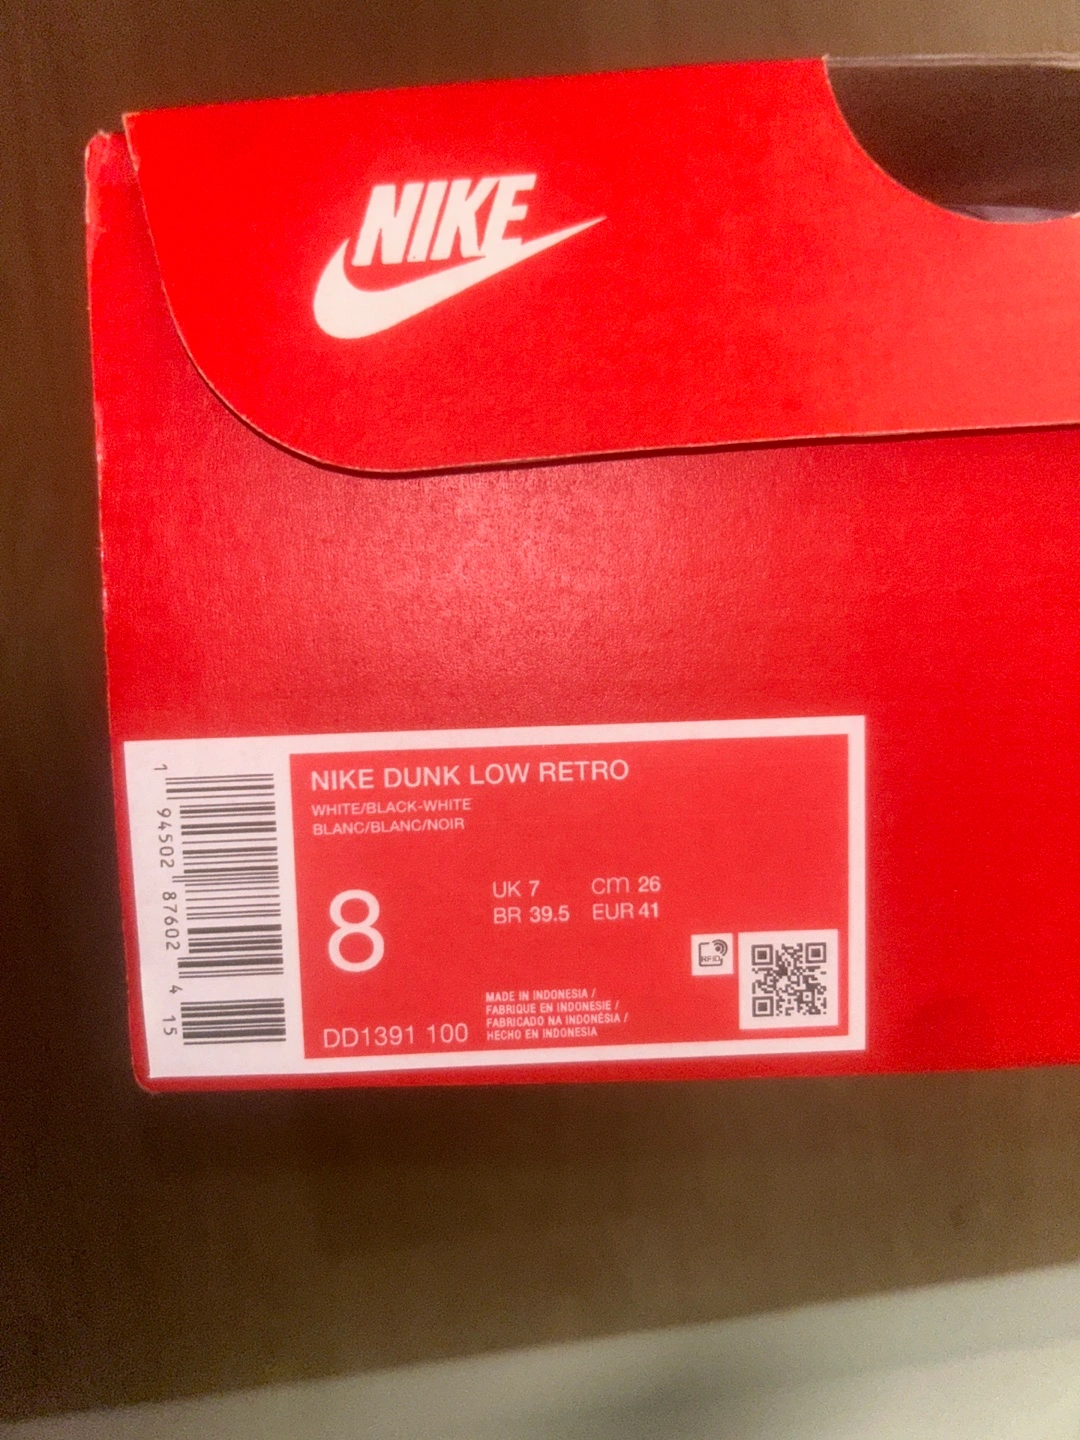 NIKE
NIKE DUNK LOW RETRO
WHITE/BLACK-WHITE
BLANC/BLANC/NOIR
8
UK 7 cm 26
BR 39.5 EUR 41
RFID
MADE IN INDONESIA /
FABRIQUE EN INDONESIE /
FABRICADO NA INDONÉSIA /
HECHO EN INDONESIA
DD1391 100
1 94502 87602 4 15